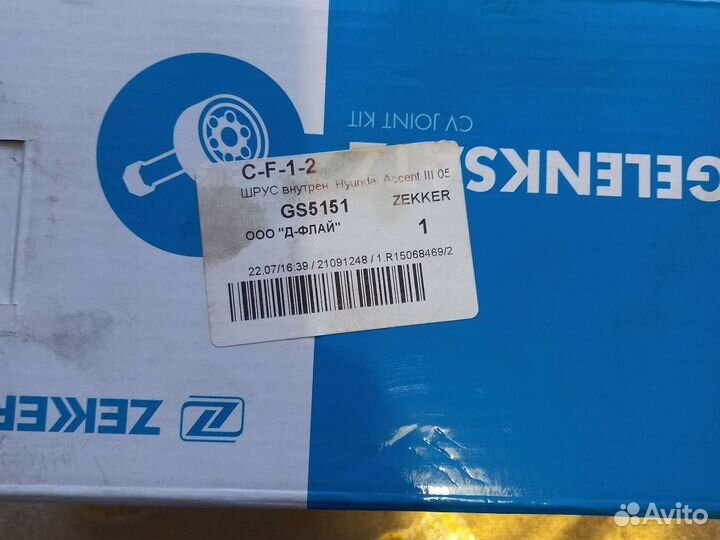 CV JOINT KIT
GELENKS
C-F-1-2
ШРУС внутрен. Hyundai Accent III 05
GS5151 ZEKKER
ООО "Д-ФЛАЙ" 1
22.07/16:39 / 21091248 / 1.R15068469/2
ZEKKER
Avito